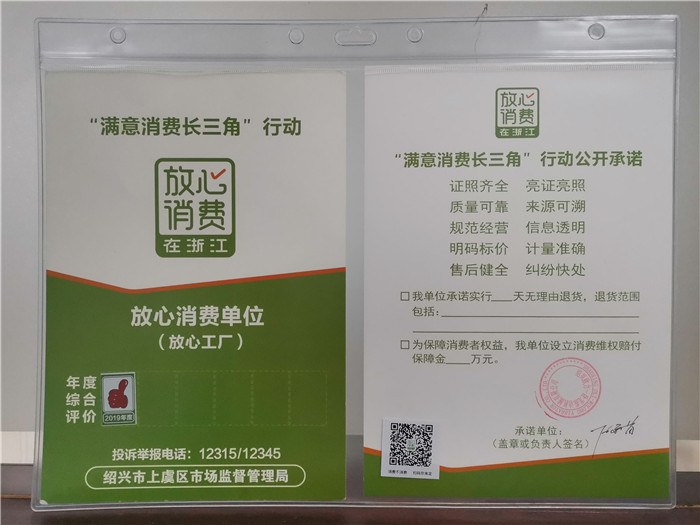 “满意消费长三角”行动
放心
消费
在浙江
放心消费单位
（放心工厂）
年度
综合
评价
2019年度
投诉举报电话：12315/12345
绍兴市上虞区市场监督管理局
放心
消费
在浙江
“满意消费长三角”行动公开承诺
证照齐全 亮证亮照
质量可靠 来源可溯
规范经营 信息透明
明码标价 计量准确
售后健全 纠纷快处
□我单位承诺实行___天无理由退货，退货范围
包括：
□为保障消费者权益，我单位设立消费维权赔付
保障金___万元。
承诺单位：
（盖章或负责人签名）